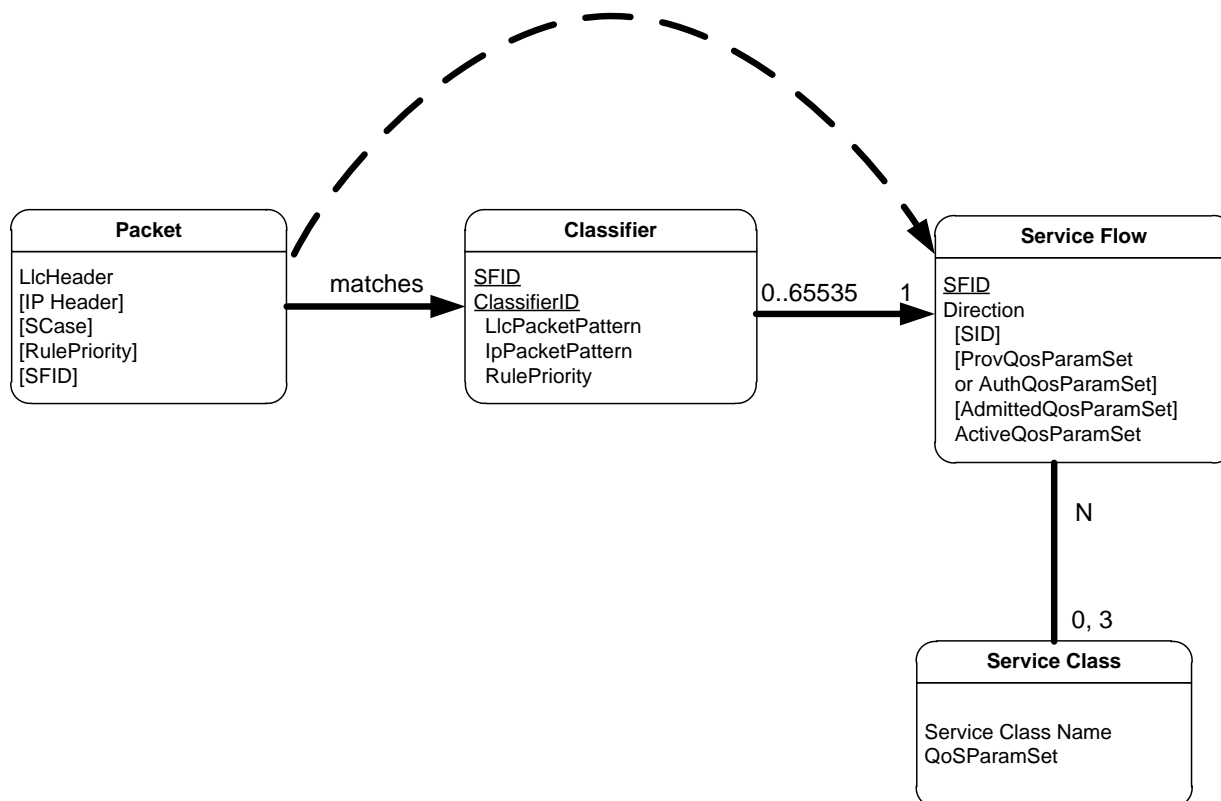 Packet
LlcHeader
[IP Header]
[SCase]
[RulePriority]
[SFID]
matches
Classifier
SFID
ClassifierID
LlcPacketPattern
IpPacketPattern
RulePriority
0..65535
1
Service Flow
SFID
Direction
[SID]
[ProvQosParamSet
or AuthQosParamSet]
[AdmittedQosParamSet]
ActiveQosParamSet
N
0, 3
Service Class
Service Class Name
QoSParamSet